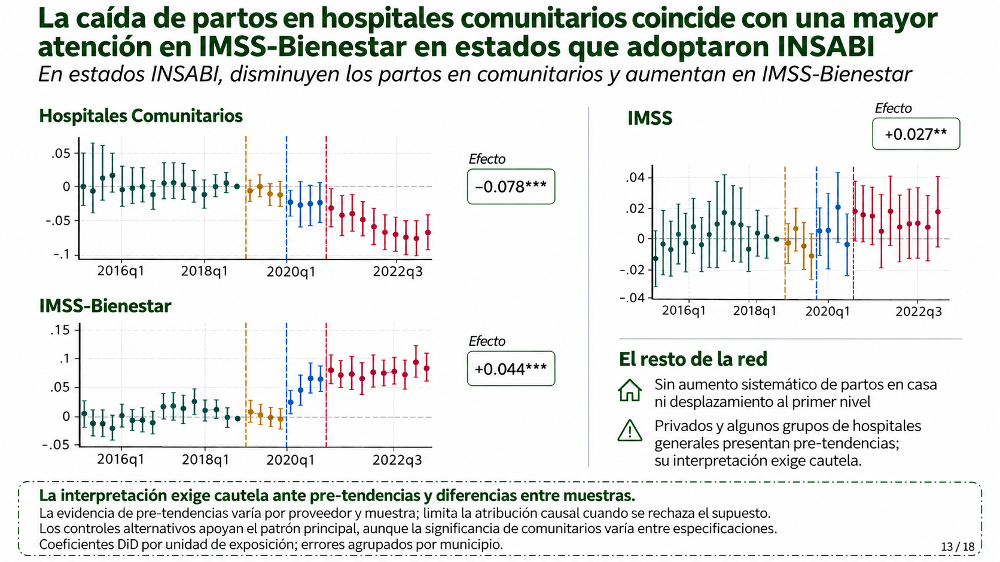 La caída de partos en hospitales comunitarios coincide con una mayor
atención en IMSS-Bienestar en estados que adoptaron INSABI
En estados INSABI, disminuyen los partos en comunitarios y aumentan en IMSS-Bienestar
Hospitales Comunitarios
.05
0
-.05
-.1
2016q1 2018q1 2020q1 2022q3
Efecto
−0.078***
IMSS-Bienestar
.15
.1
.05
0
-.05
2016q1 2018q1 2020q1 2022q3
Efecto
+0.044***
IMSS
Efecto
+0.027**
.04
.02
0
-.02
-.04
2016q1 2018q1 2020q1 2022q3
El resto de la red
Sin aumento sistemático de partos en casa
ni desplazamiento al primer nivel
Privados y algunos grupos de hospitales
generales presentan pre-tendencias;
su interpretación exige cautela.
La interpretación exige cautela ante pre-tendencias y diferencias entre muestras.
La evidencia de pre-tendencias varía por proveedor y muestra; limita la atribución causal cuando se rechaza el supuesto.
Los controles alternativos apoyan el patrón principal, aunque la significancia de comunitarios varía entre especificaciones.
Coeficientes DiD por unidad de exposición; errores agrupados por municipio.
13 / 18